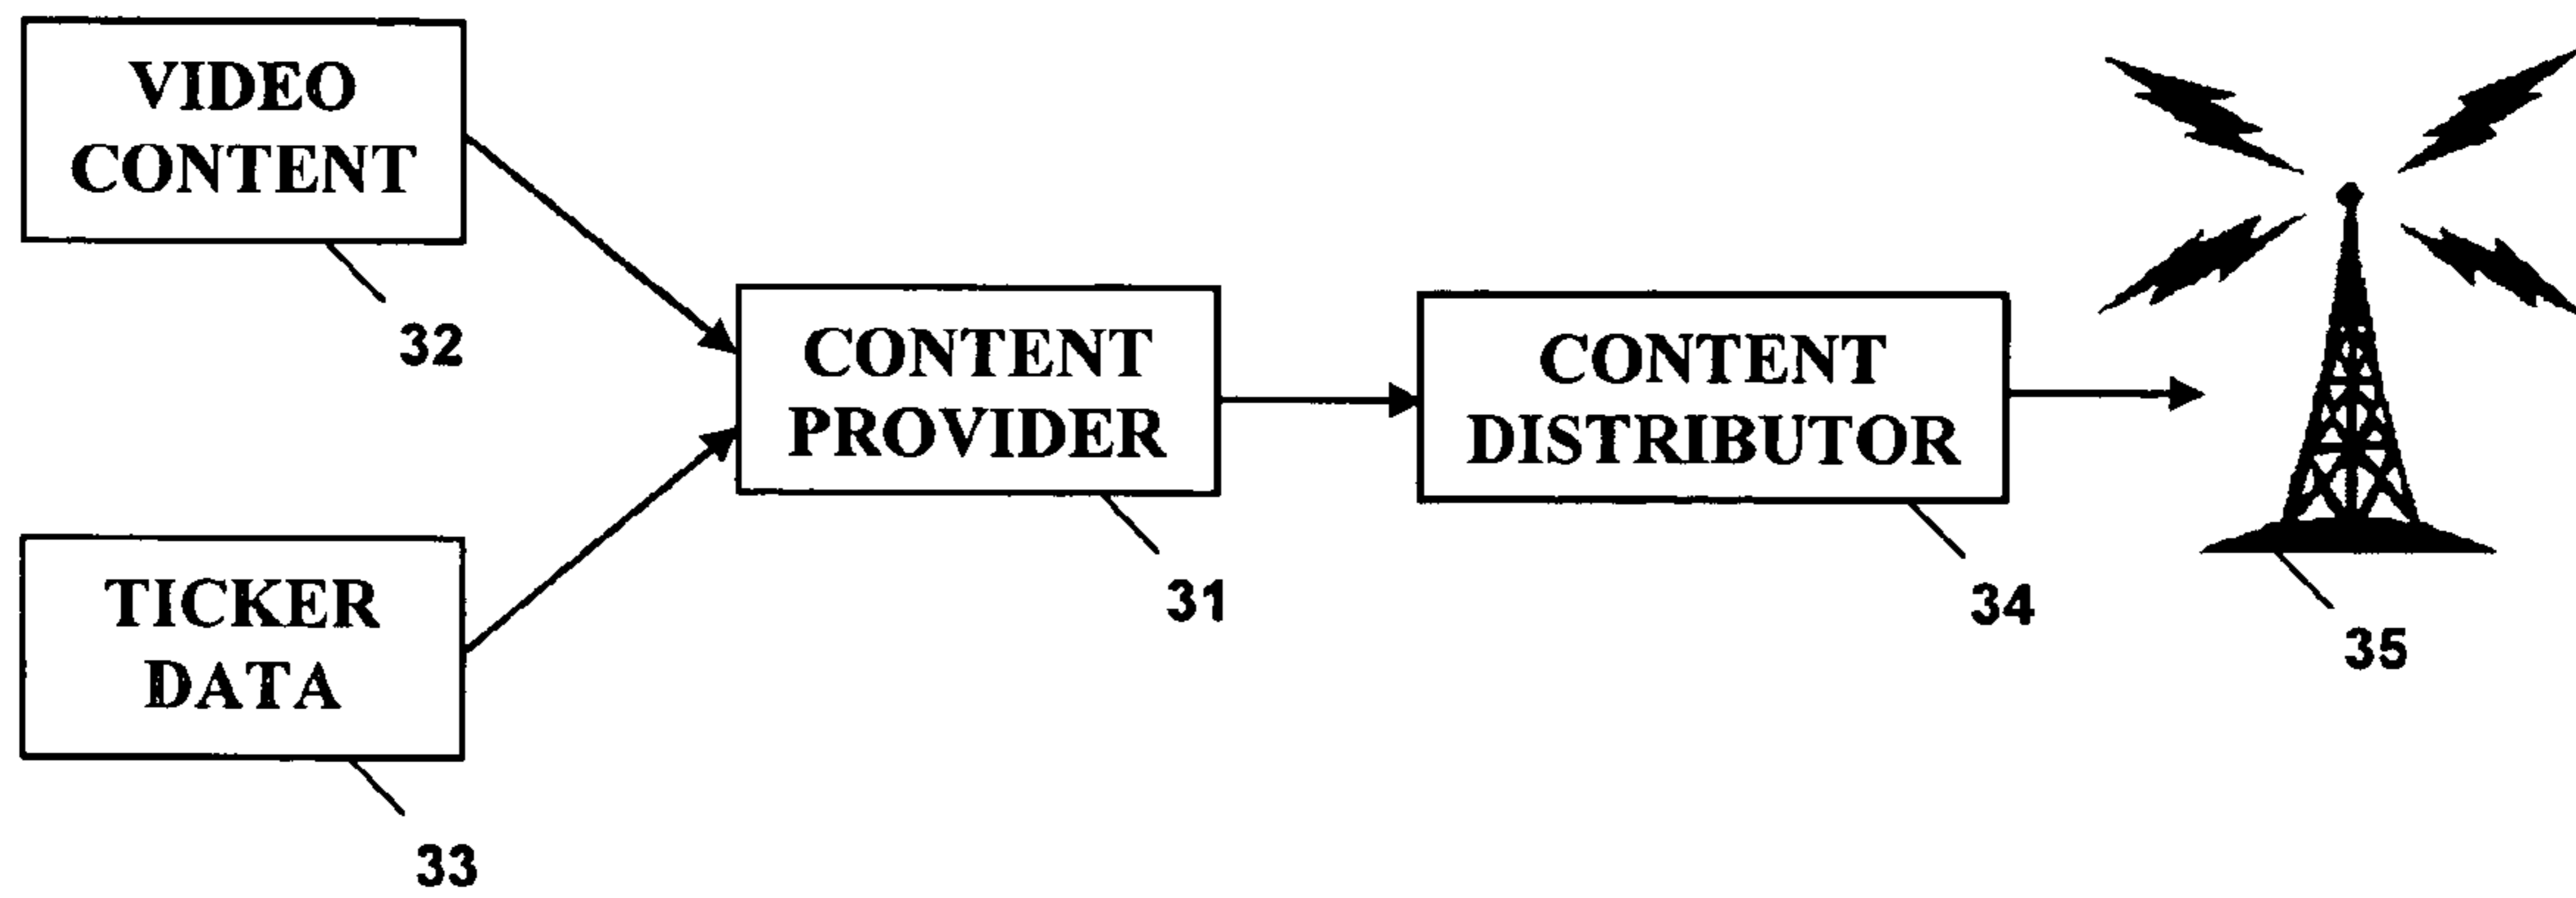 VIDEO
CONTENT
32
TICKER
DATA
33
CONTENT
PROVIDER
31
CONTENT
DISTRIBUTOR
34
35